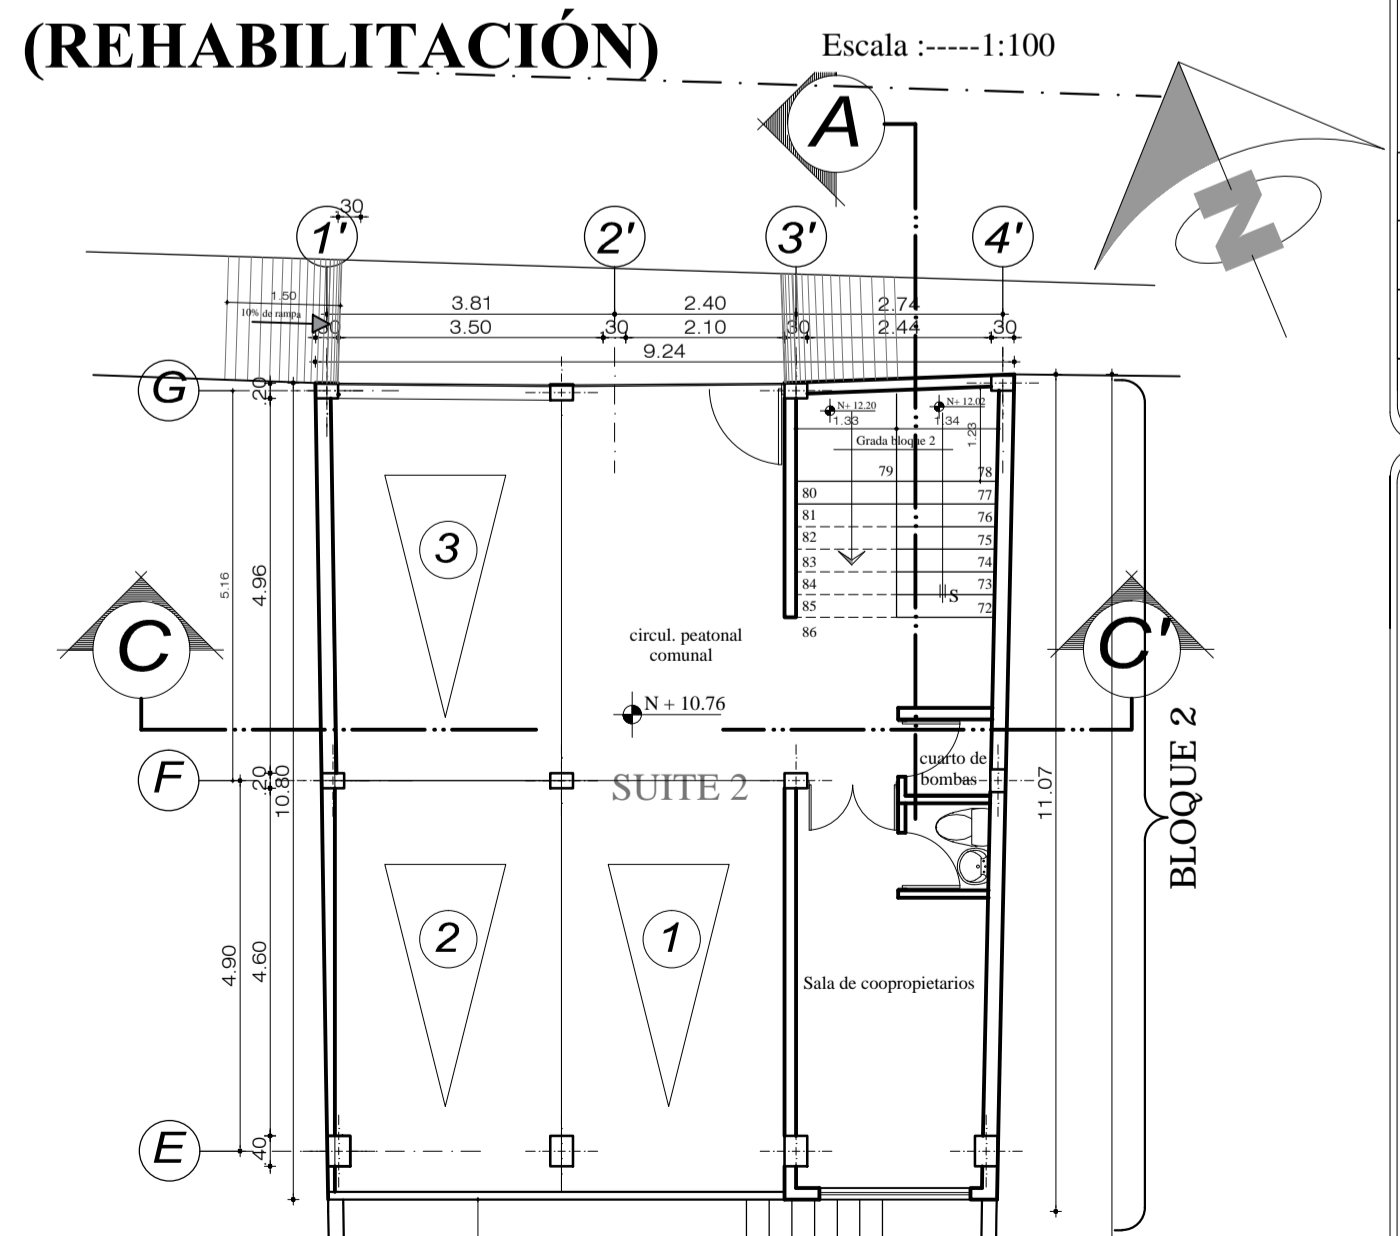 (REHABILITACIÓN)
Escala :-----1:100
A
N
.30
1'
2'
3'
4'
1.50
10% de rampa
3.81
2.40
2.74
.30
3.50
.30
2.10
.30
2.44
.30
9.24
G
.20
N+ 12.20
N+ 12.02
1.33
1.34
1.23
Grada bloque 2
79
78
80
77
81
76
82
75
83
74
84
73
85
72
86
S
3
5.16
4.96
C
C'
circul. peatonal
comunal
N + 10.76
BLOQUE 2
cuarto de
bombas
F
.20
10.80
SUITE 2
11.07
2
1
4.90
4.60
Sala de coopropietarios
E
.40